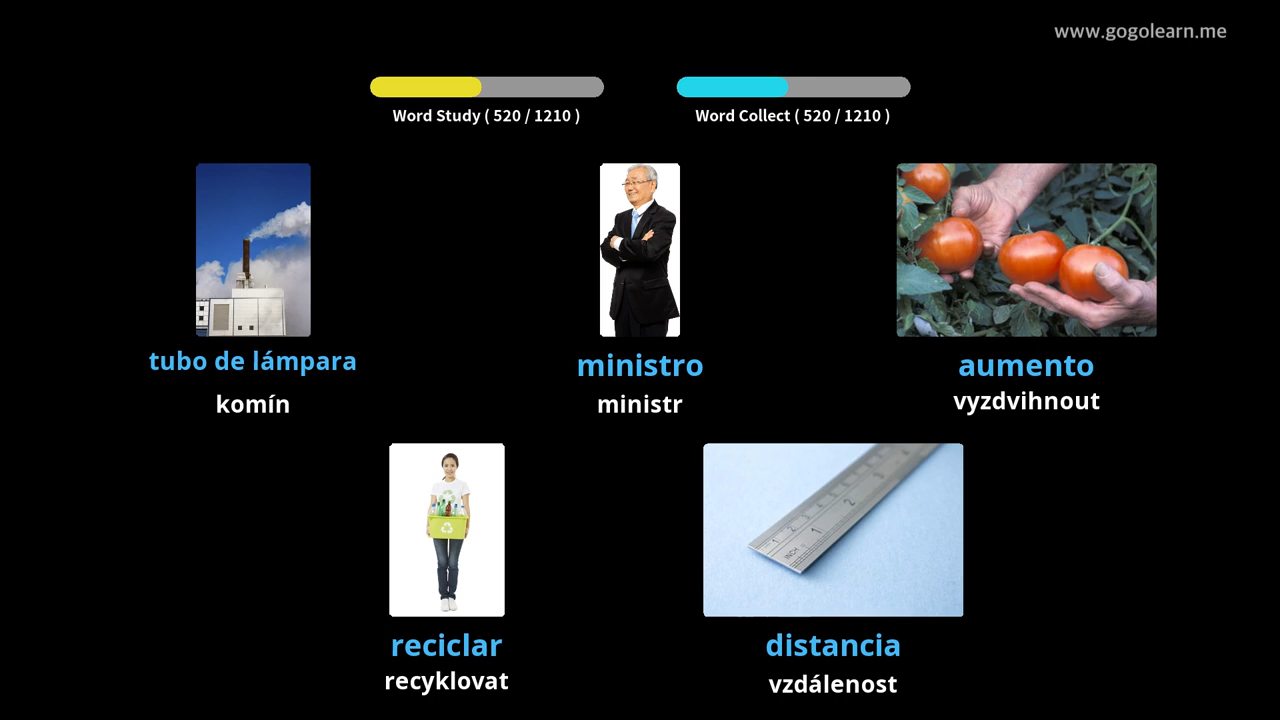 www.gogolearn.me
Word Study ( 520 / 1210 )
Word Collect ( 520 / 1210 )
tubo de lámpara
komín
ministro
ministr
aumento
vyzdvihnout
reciclar
recyklovat
distancia
vzdálenost